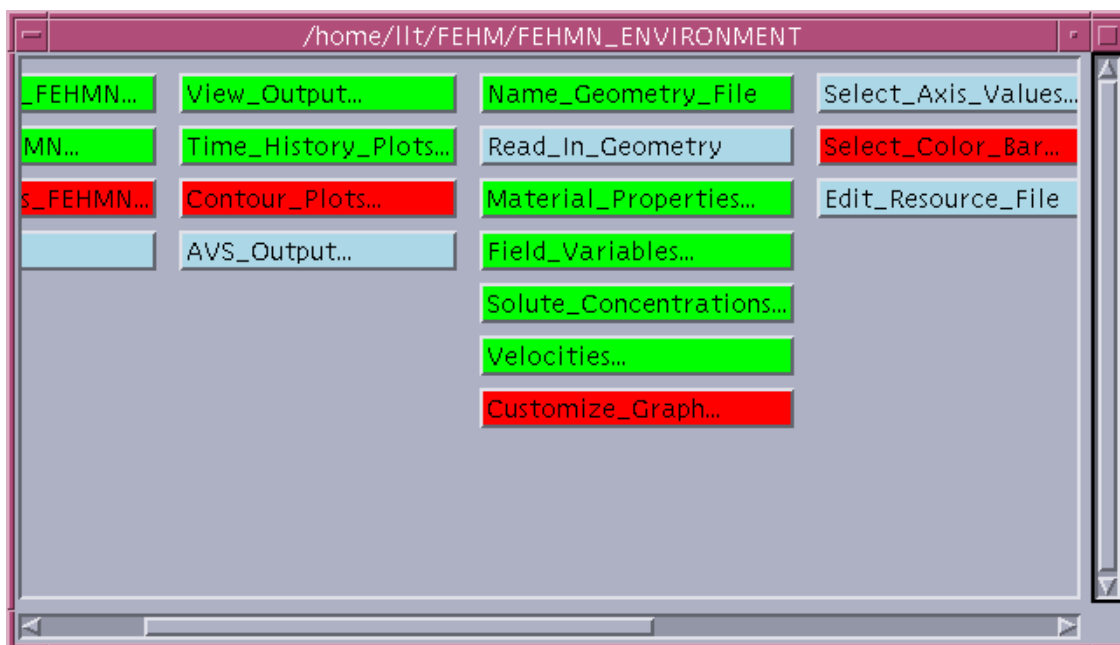 /home/llt/FEHM/FEHMN_ENVIRONMENT
_FEHMN... View_Output... Name_Geometry_File Select_Axis_Values...
MN... Time_History_Plots... Read_In_Geometry Select_Color_Bar...
s_FEHMN... Contour_Plots... Material_Properties... Edit_Resource_File
AVS_Output... Field_Variables...
Solute_Concentrations...
Velocities...
Customize_Graph...